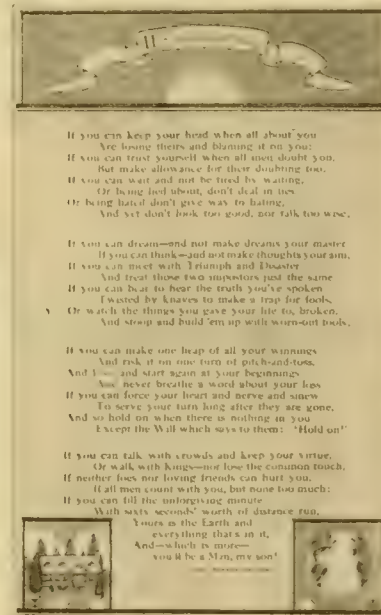 If you can keep your head when all about you
Are losing theirs and blaming it on you;
If you can trust yourself when all men doubt you,
But make allowance for their doubting too.
If you can wait and not be tired by waiting,
Or being lied about, don't deal in lies
Or being hated don't give way to hating,
And yet don't look too good, nor talk too wise.
If you can dream—and not make dreams your master
If you can think—and not make thoughts your aim,
If you can meet with Triumph and Disaster
And treat those two impostors just the same
If you can bear to hear the truth you've spoken
Twisted by knaves to make a trap for fools,
Or watch the things you gave your life to, broken,
And stoop and build 'em up with worn-out tools.
If you can make one heap of all your winnings
And risk it on one turn of pitch-and-toss,
And and start again at your beginnings
And never breathe a word about your loss
If you can force your heart and nerve and sinew
To serve your turn long after they are gone,
And so hold on when there is nothing in you
Except the Will which says to them: "Hold on!"
If you can talk with crowds and keep your virtue,
Or walk with Kings—nor lose the common touch,
If neither foes nor loving friends can hurt you,
If all men count with you, but none too much:
If you can fill the unforgiving minute
With sixty seconds' worth of distance run,
Yours is the Earth and
everything that's in it,
And—which is more—
you'll be a Man, my son!